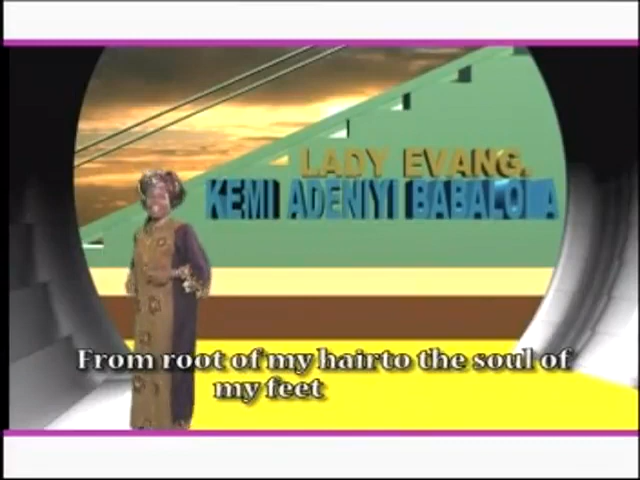 LADY EVANG.
KEMI ADENIYI BABALOLA
From root of my hairto the soul of
my feet